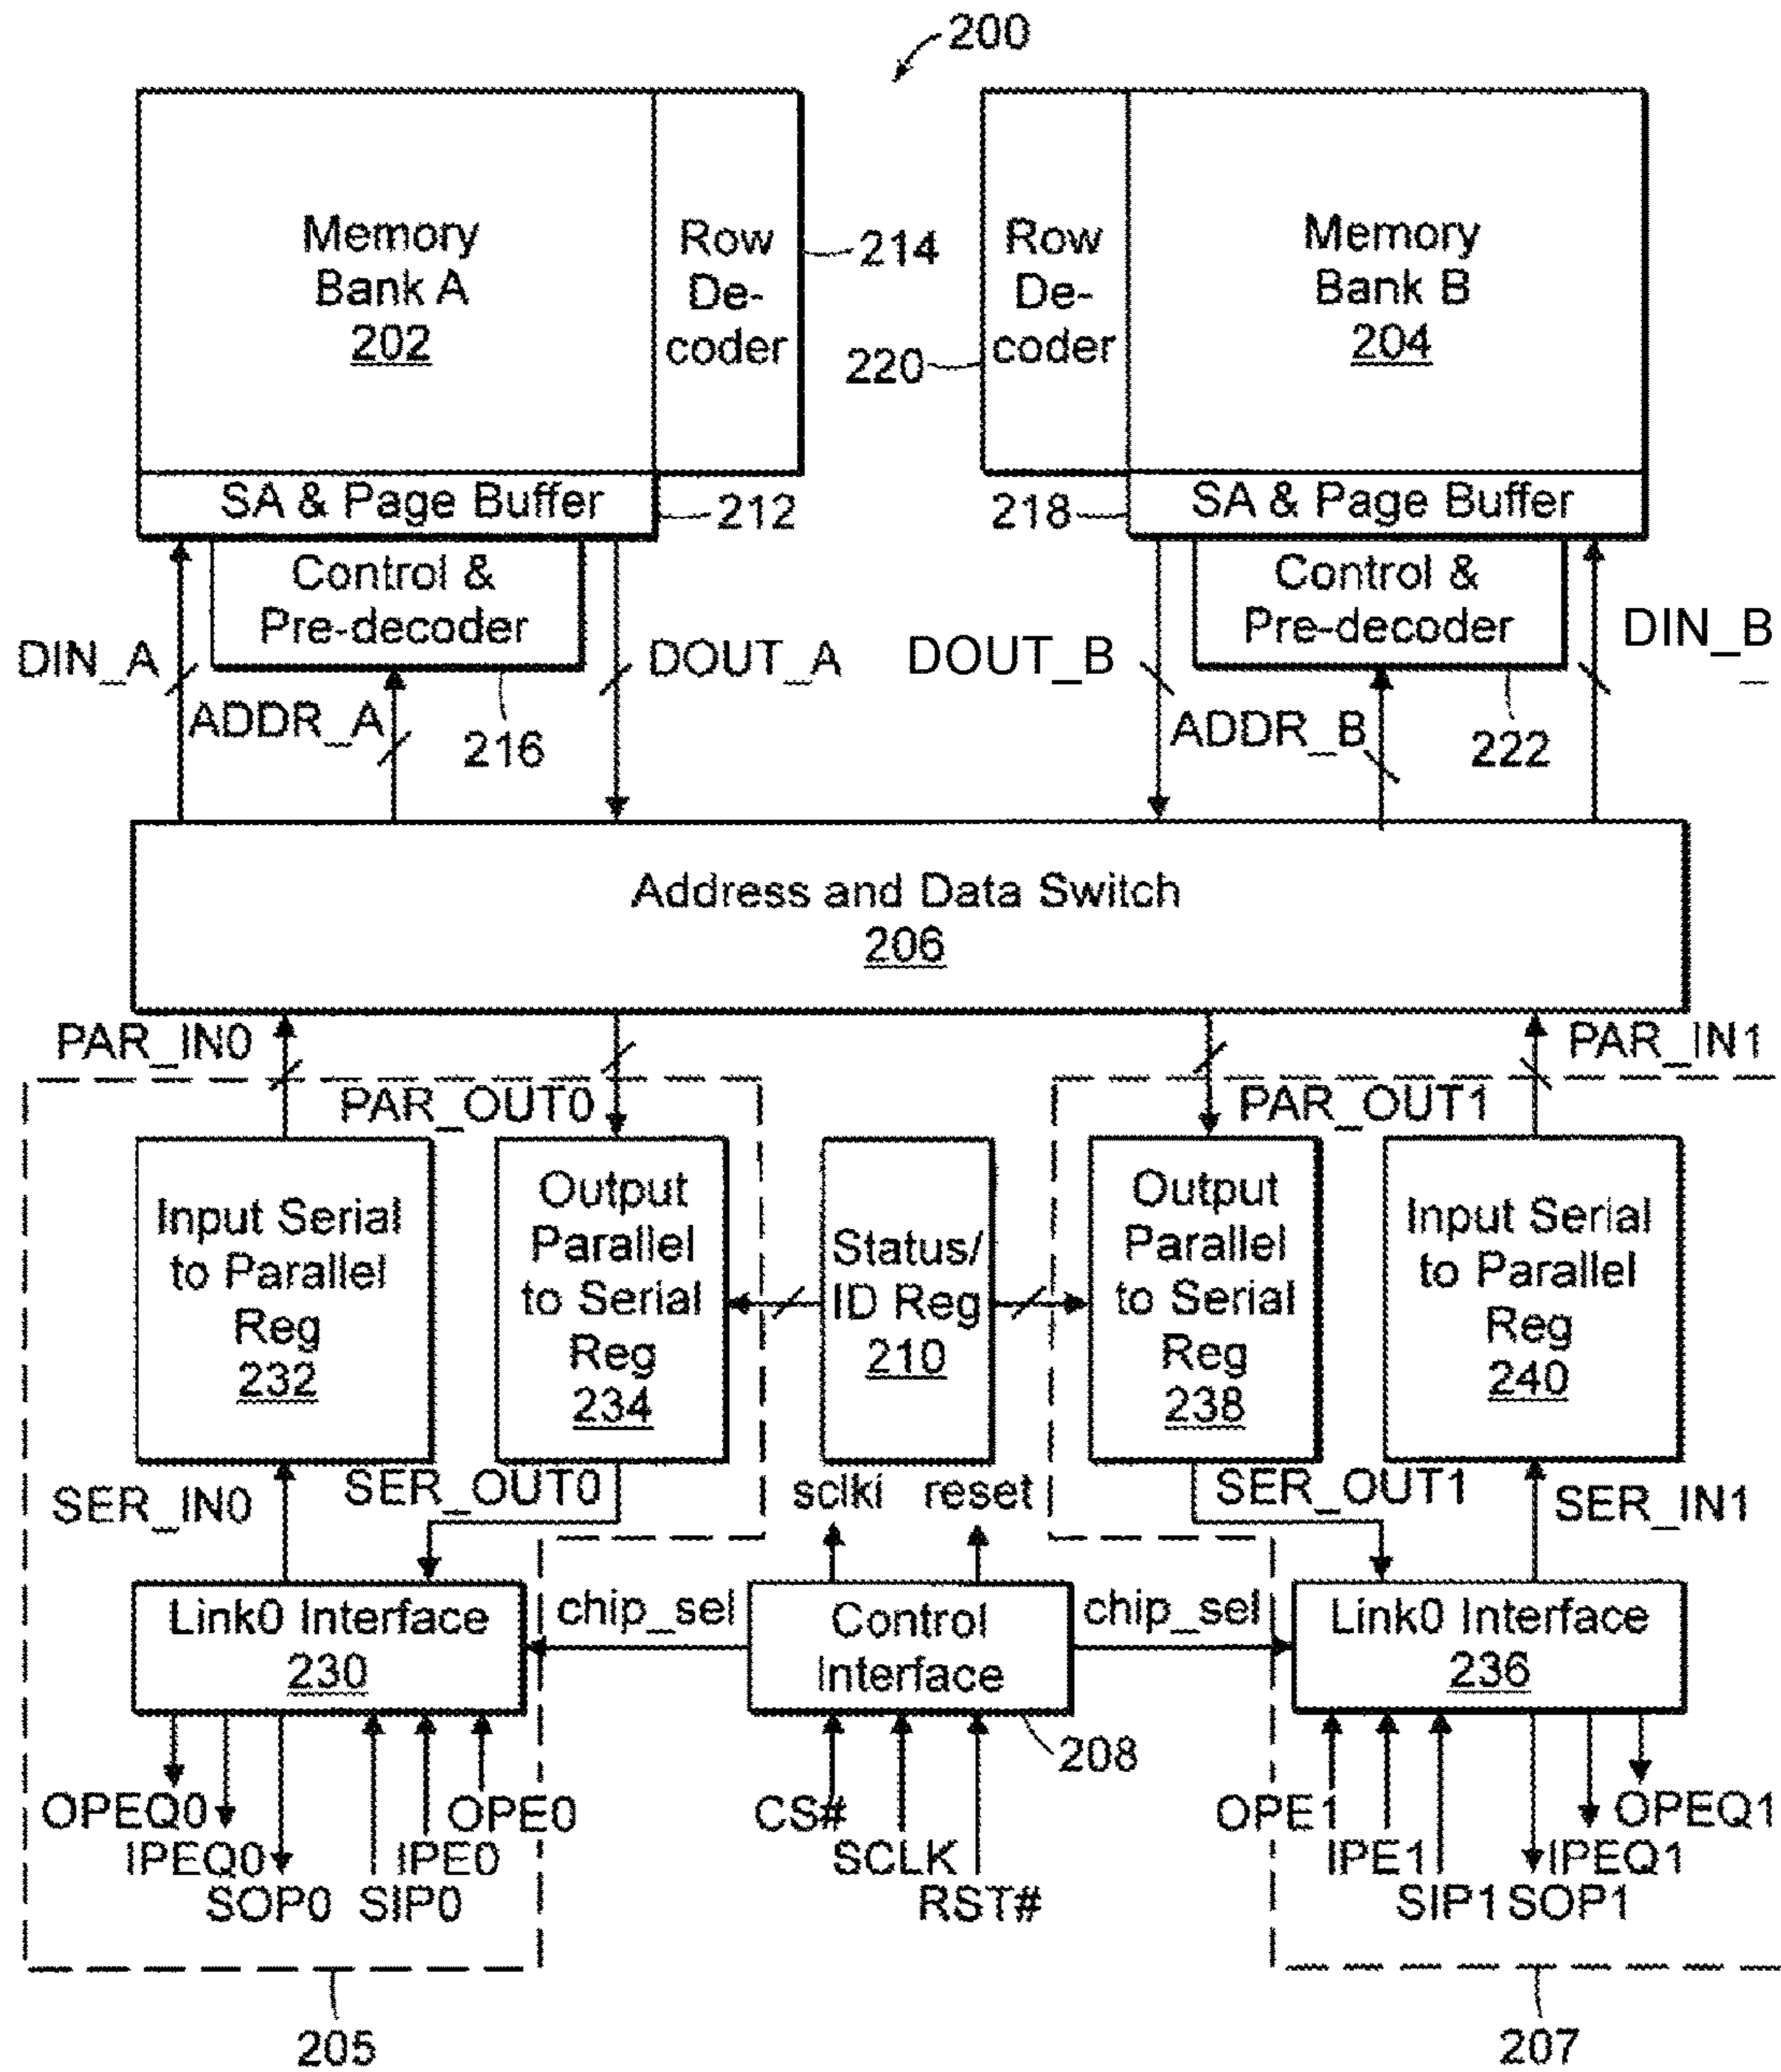 200
Memory
Bank A
202
Row
De-
coder
214
220
Row
De-
coder
Memory
Bank B
204
SA & Page Buffer
212
218
SA & Page Buffer
Control &
Pre-decoder
Control &
Pre-decoder
DIN_A
DOUT_A
DOUT_B
DIN_B
ADDR_A
216
ADDR_B
222
Address and Data Switch
206
PAR_IN0
PAR_OUT0
PAR_OUT1
PAR_IN1
Input Serial
to Parallel
Reg
232
Output
Parallel
to Serial
Reg
234
Status/
ID Reg
210
Output
Parallel
to Serial
Reg
238
Input Serial
to Parallel
Reg
240
SER_IN0
SER_OUT0
sclki
reset
SER_OUT1
SER_IN1
Link0 Interface
230
chip_sel
Control
Interface
chip_sel
Link0 Interface
236
208
OPEQ0
IPEQ0
SOP0
SIP0
IPE0
OPE0
CS#
SCLK
RST#
OPE1
IPE1
SIP1
SOP1
IPEQ1
OPEQ1
205
207